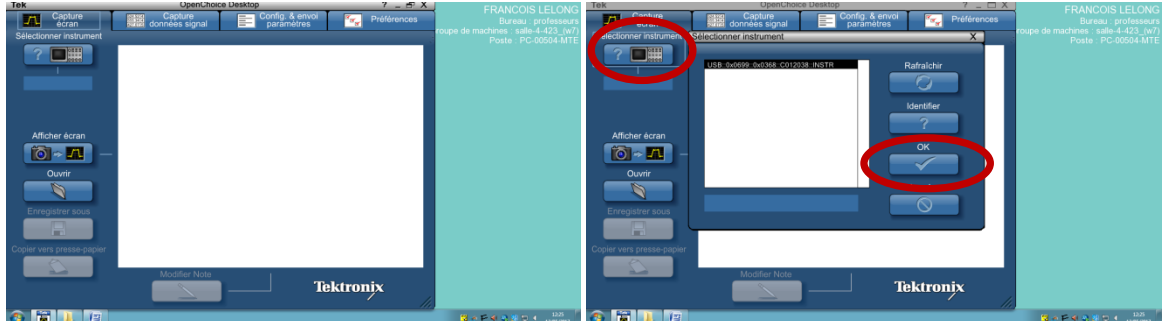 Tek OpenChoice Desktop ? _ X
Capture écran
Capture données signal
Config. & envoi paramètres
Préférences
Sélectionner instrument
?
Afficher écran
Ouvrir
Enregistrer sous
Copier vers presse-papier
Modifier Note
Tektronix
FRANCOIS LELONG
Bureau : professeurs
roupe de machines : salle-4-423_(w7)
Poste : PC-00504-MTE
12:25
Tek OpenChoice Desktop ? _ X
Capture écran
Capture données signal
Config. & envoi paramètres
Préférences
Sélectionner instrument
?
Afficher écran
Ouvrir
Enregistrer sous
Copier vers presse-papier
Modifier Note
Tektronix
Sélectionner instrument X
USB::0x0699::0x0368::C012038::INSTR
Rafraîchir
Identifier
?
OK
FRANCOIS LELONG
Bureau : professeurs
roupe de machines : salle-4-423_(w7)
Poste : PC-00504-MTE
12:25